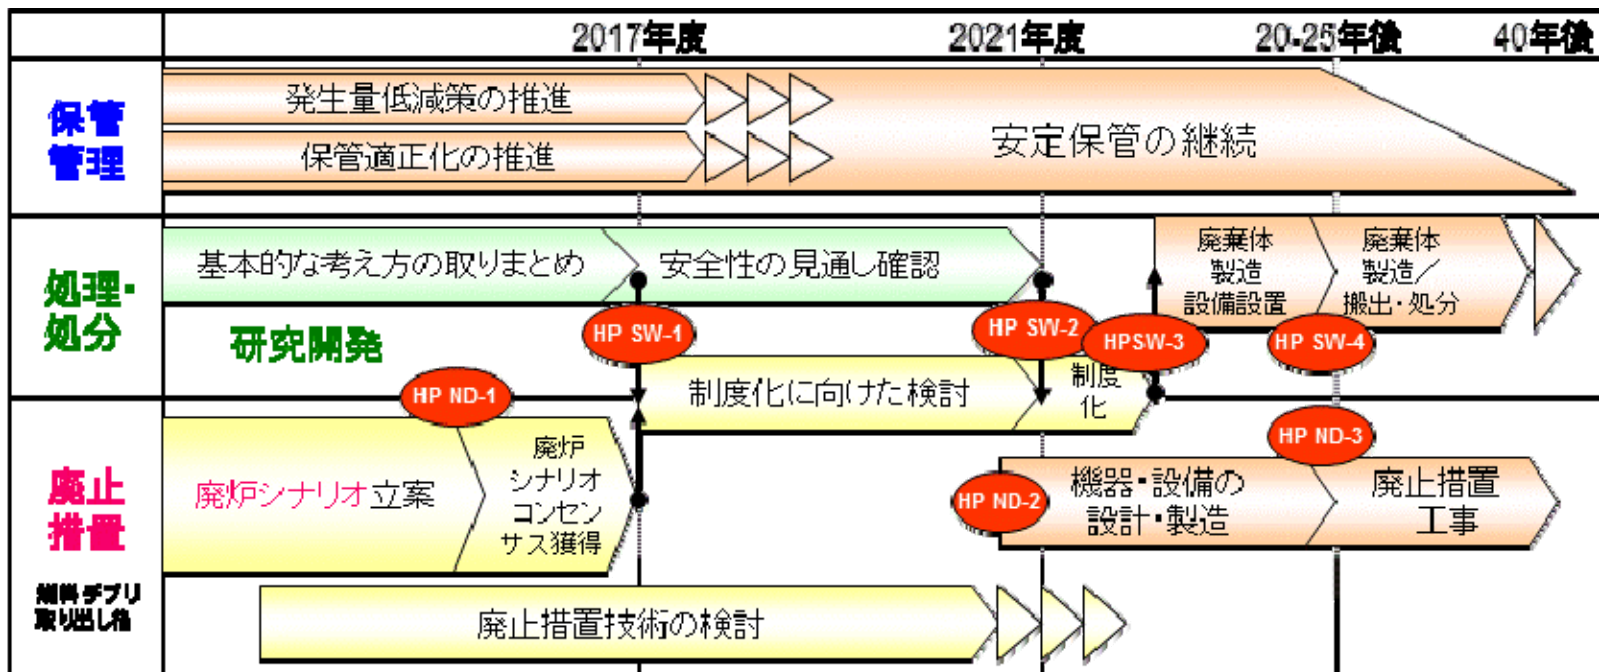 2017年度 2021年度 20-25年後 40年後
保管
管理
発生量低減策の推進
保管適正化の推進
安定保管の継続
処理・
処分
基本的な考え方の取りまとめ
安全性の見通し確認
廃棄体
製造
設備設置
廃棄体
製造／
搬出・処分
研究開発
HP SW-1
HP SW-2
HPSW-3
HP SW-4
制度化に向けた検討
制度
化
廃止
措置
燃料デブリ
取り出し後
HP ND-1
廃炉シナリオ立案
廃炉
シナリオ
コンセン
サス獲得
HP ND-2
機器・設備の
設計・製造
HP ND-3
廃止措置
工事
廃止措置技術の検討